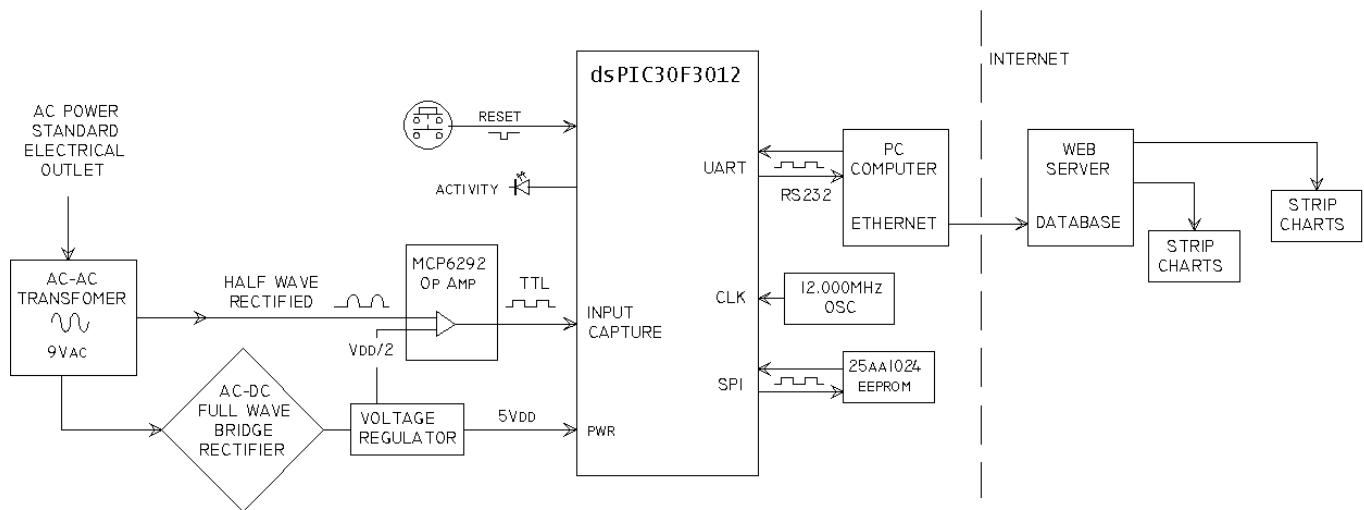 dsPIC30F3012
INTERNET
AC POWER
STANDARD
ELECTRICAL
OUTLET
RESET
ACTIVITY
UART
RS232
PC
COMPUTER
ETHERNET
WEB
SERVER
DATABASE
STRIP
CHARTS
STRIP
CHARTS
AC-AC
TRANSFOMER
9VAC
HALF WAVE
RECTIFIED
MCP6292
OP AMP
VDD/2
TTL
INPUT
CAPTURE
CLK
12.000MHz
OSC
SPI
25AA1024
EEPROM
AC-DC
FULL WAVE
BRIDGE
RECTIFIER
VOLTAGE
REGULATOR
5VDD
PWR